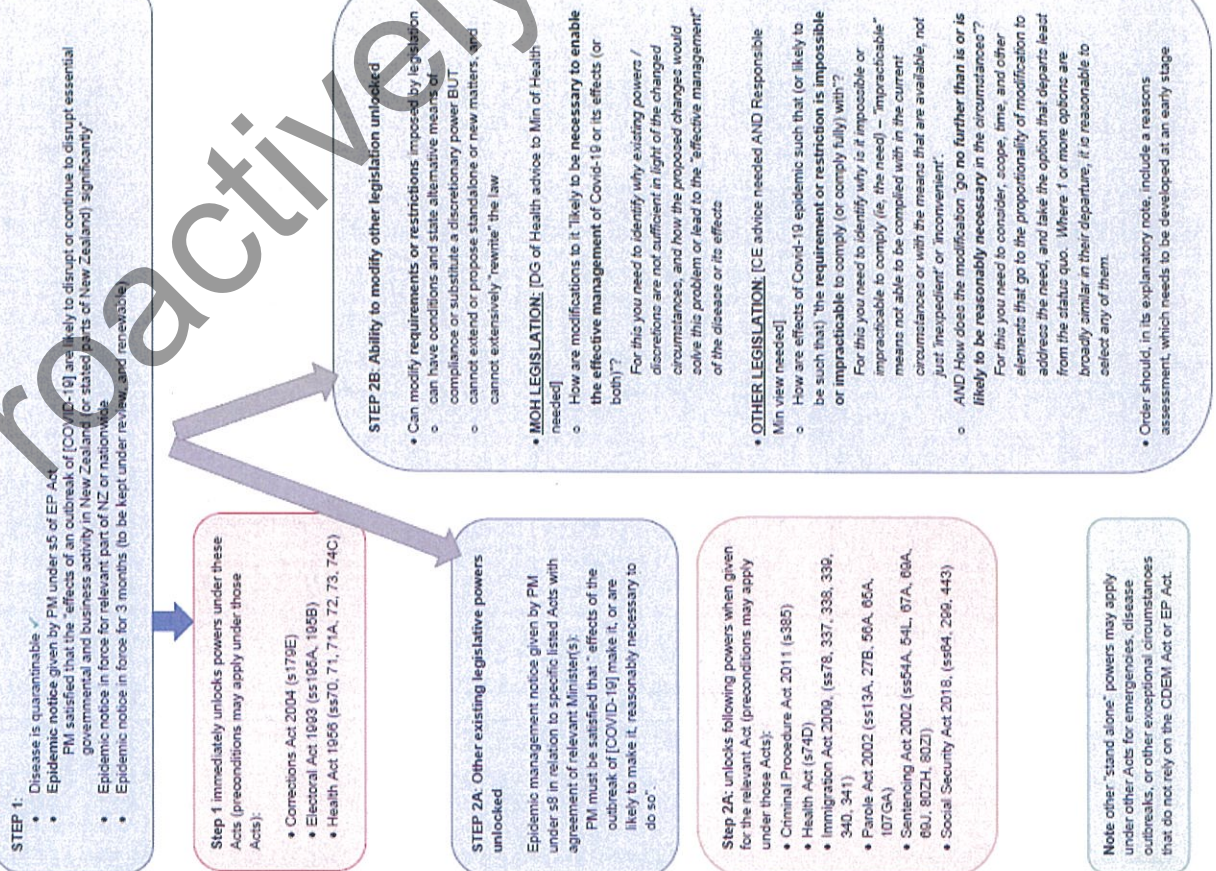 STEP 1:
• Disease is quarantinable ✓
• Epidemic notice given by PM under s5 of EP Act
PM satisfied that the "effects of an outbreak of [COVID-19] are likely to disrupt or continue to disrupt essential
governmental and business activity in New Zealand (or stated parts of New Zealand) significantly"
• Epidemic notice in force for relevant part of NZ or nationwide
• Epidemic notice in force for 3 months (to be kept under review, and renewable)
Step 1 immediately unlocks powers under these
Acts (preconditions may apply under those
Acts):
• Corrections Act 2004 (s179E)
• Electoral Act 1993 (ss195A, 195B)
• Health Act 1956 (ss70, 71, 71A, 72, 73, 74C)
STEP 2A: Other existing legislative powers
unlocked
Epidemic management notice given by PM
under s8 in relation to specific listed Acts with
agreement of relevant Minister(s):
PM must be satisfied that " effects of the
outbreak of [COVID-19] make it, or are
likely to make it, reasonably necessary to
do so".
Step 2A: unlocks following powers when given
for the relevant Act (preconditions may apply
under those Acts):
• Criminal Procedure Act 2011 (s385)
• Health Act (s74D)
• Immigration Act 2009, (ss78, 337, 338, 339,
340, 341)
• Parole Act 2002 (ss13A, 27B, 56A, 65A,
107GA)
• Sentencing Act 2002 (ss54A, 54L, 67A, 69A,
69J, 80ZH, 80ZI)
• Social Security Act 2018, (ss64, 299, 443)
Note other "stand alone" powers may apply
under other Acts for emergencies, disease
outbreaks, or other exceptional circumstances
that do not rely on the CDEM Act or EP Act.
STEP 2B: Ability to modify other legislation unlocked
• Can modify requirements or restrictions imposed by legislation
o can have conditions and state alternative means of
compliance or substitute a discretionary power BUT
o cannot extend or propose standalone or new matters, and
cannot extensively "rewrite" the law
• MOH LEGISLATION: [DG of Health advice to Min of Health
needed]
o How are modifications to it "likely to be necessary to enable
the effective management of Covid-19 or its effects (or
both)"?
For this you need to identify why existing powers /
discretions are not sufficient in light of the changed
circumstances, and how the proposed changes would
solve this problem or lead to the "effective management"
of the disease or its effects
• OTHER LEGISLATION: [CE advice needed AND Responsible
Min view needed]
o How are effects of Covid-19 epidemic such that (or likely to
be such that) "the requirement or restriction is impossible
or impracticable to comply (or comply fully) with"?
For this you need to identify why is it impossible or
impracticable to comply (ie, the need) – "impracticable"
means not able to be complied with in the current
circumstances or with the means that are available, not
just 'inexpedient' or 'inconvenient'.
o AND How does the modification "go no further than is or is
likely to be reasonably necessary in the circumstances"?
For this you need to consider, scope, time, and other
elements that go to the proportionality of modification to
address the need, and take the option that departs least
from the status quo. Where 1 or more options are
broadly similar in their departure, it is reasonable to
select any of them.
• Order should, in its explanatory note, include a reasons
assessment, which needs to be developed at an early stage
roactively